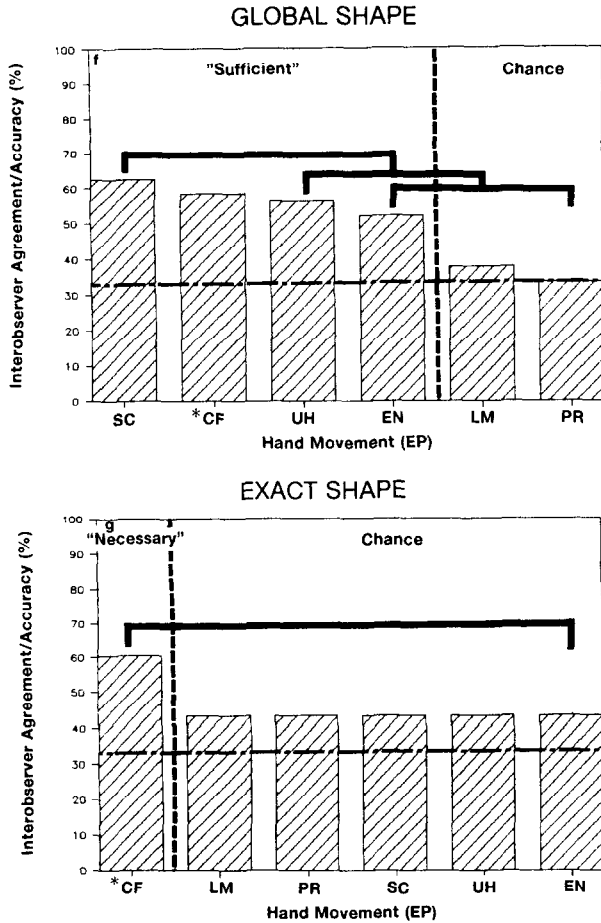 GLOBAL SHAPE
f
"Sufficient"
Chance
Interobserver Agreement/Accuracy (%)
100
90
80
70
60
50
40
30
20
10
0
SC
*CF
UH
EN
LM
PR
Hand Movement (EP)
EXACT SHAPE
g
"Necessary"
Chance
Interobserver Agreement/Accuracy (%)
100
90
80
70
60
50
40
30
20
10
0
*CF
LM
PR
SC
UH
EN
Hand Movement (EP)